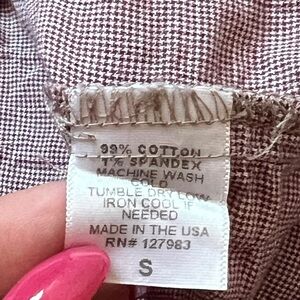 99% COTTON
1% SPANDEX
MACHINE WASH
COLD
TUMBLE DRY LOW
IRON COOL IF
NEEDED
MADE IN THE USA
RN# 127983
S